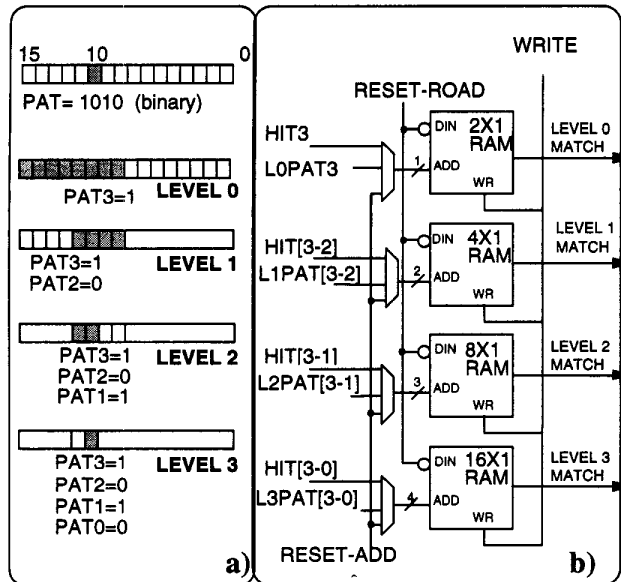 15 10 0
PAT= 1010 (binary)
PAT3=1 LEVEL 0
LEVEL 1
PAT3=1
PAT2=0
PAT3=1 LEVEL 2
PAT2=0
PAT1=1
LEVEL 3
PAT3=1
PAT2=0
PAT1=1
PAT0=0
a)
WRITE
RESET-ROAD
HIT3
L0PAT3
1
DIN 2X1
RAM
ADD
WR
LEVEL 0
MATCH
HIT[3-2]
L1PAT[3-2]
2
DIN 4X1
RAM
ADD
WR
LEVEL 1
MATCH
HIT[3-1]
L2PAT[3-1]
3
DIN 8X1
RAM
ADD
WR
LEVEL 2
MATCH
HIT[3-0]
L3PAT[3-0]
4
DIN 16X1
RAM
ADD
WR
LEVEL 3
MATCH
RESET-ADD
b)